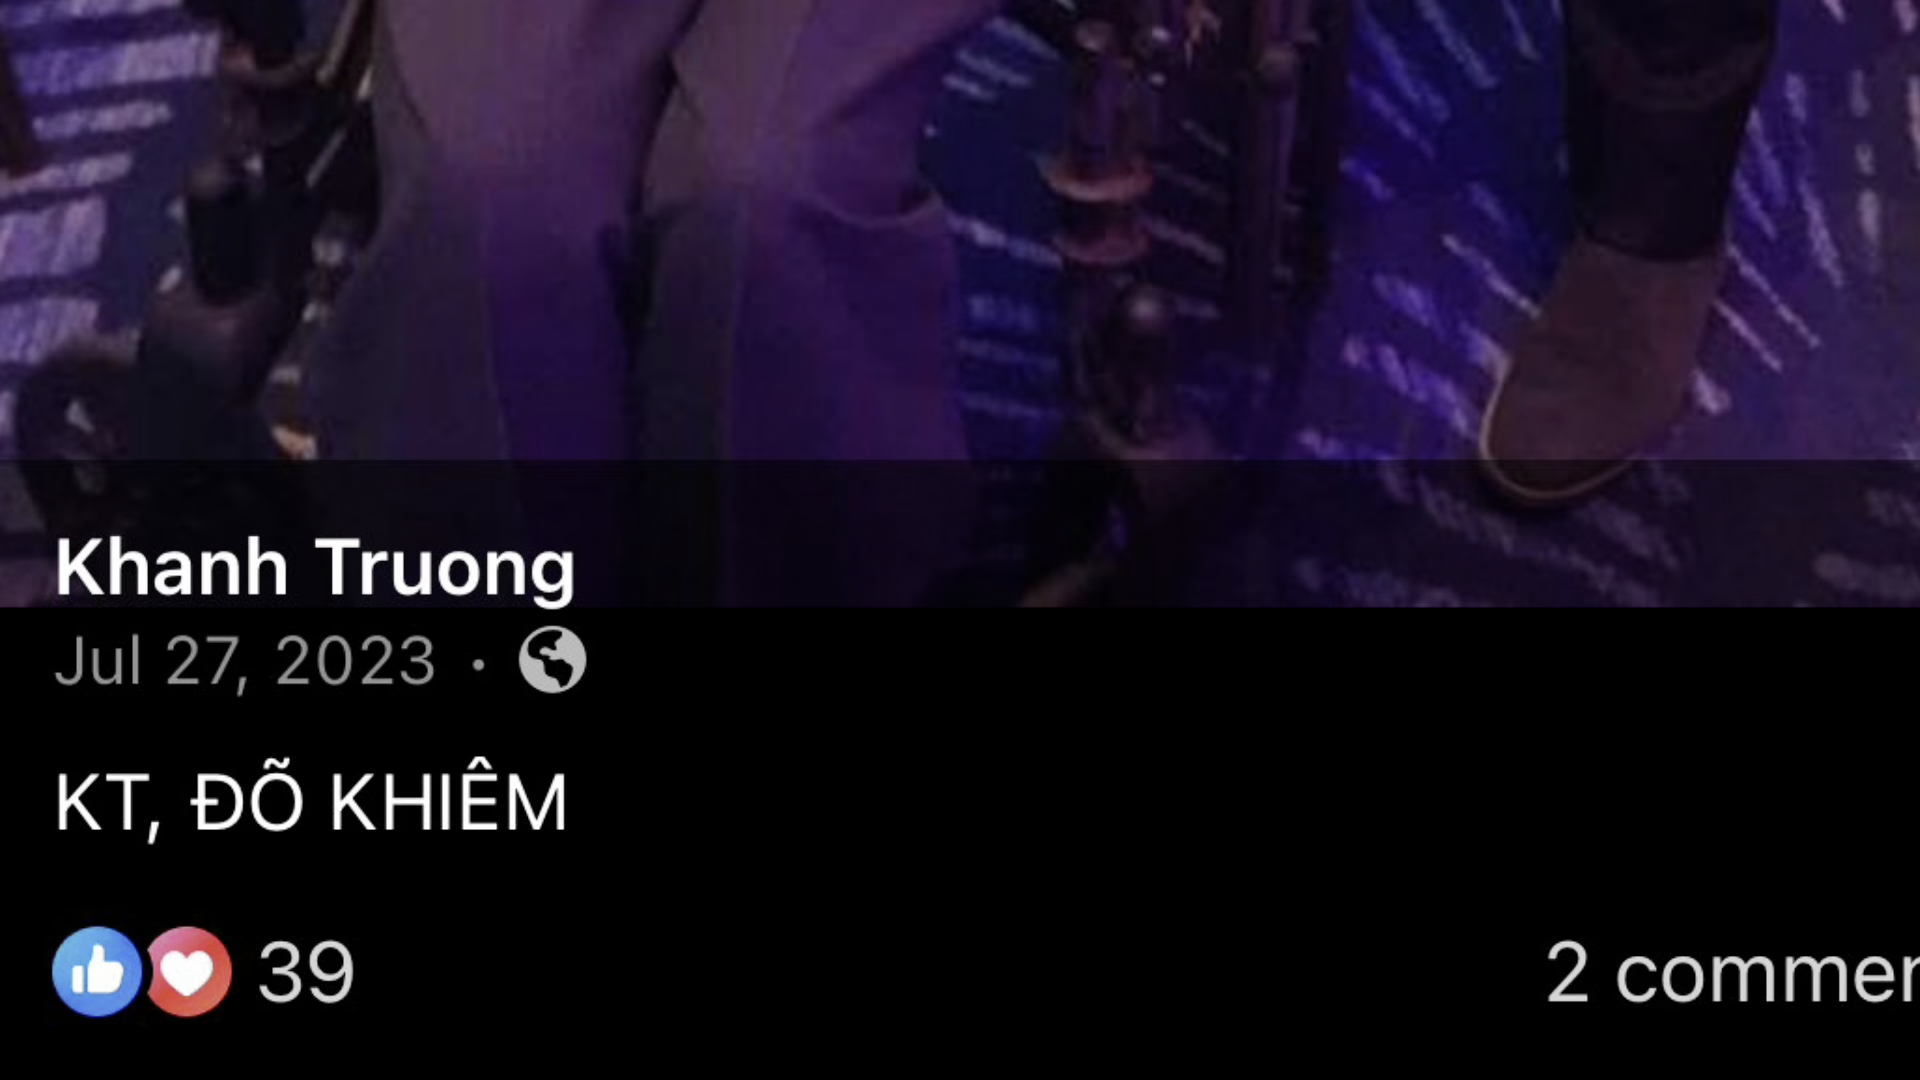 Khanh Truong
Jul 27, 2023 ·
KT, ĐÕ KHIÊM
39
2 commen